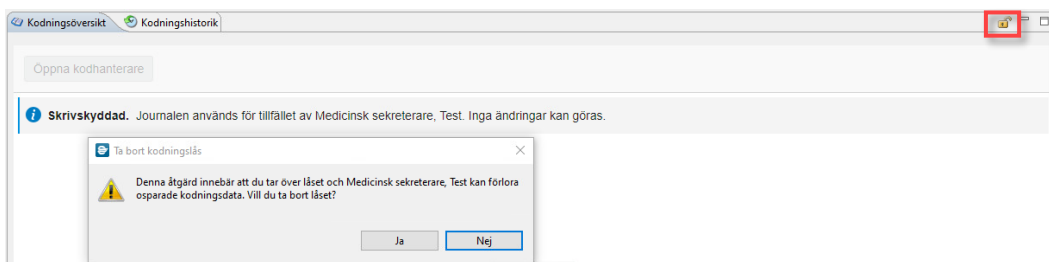 Kodningsöversikt Kodningshistorik
Öppna kodhanterare
Skrivskyddad. Journalen används för tillfället av Medicinsk sekreterare, Test. Inga ändringar kan göras.
Ta bort kodningslås
Denna åtgärd innebär att du tar över låset och Medicinsk sekreterare, Test kan förlora
osparade kodningsdata. Vill du ta bort låset?
Ja Nej